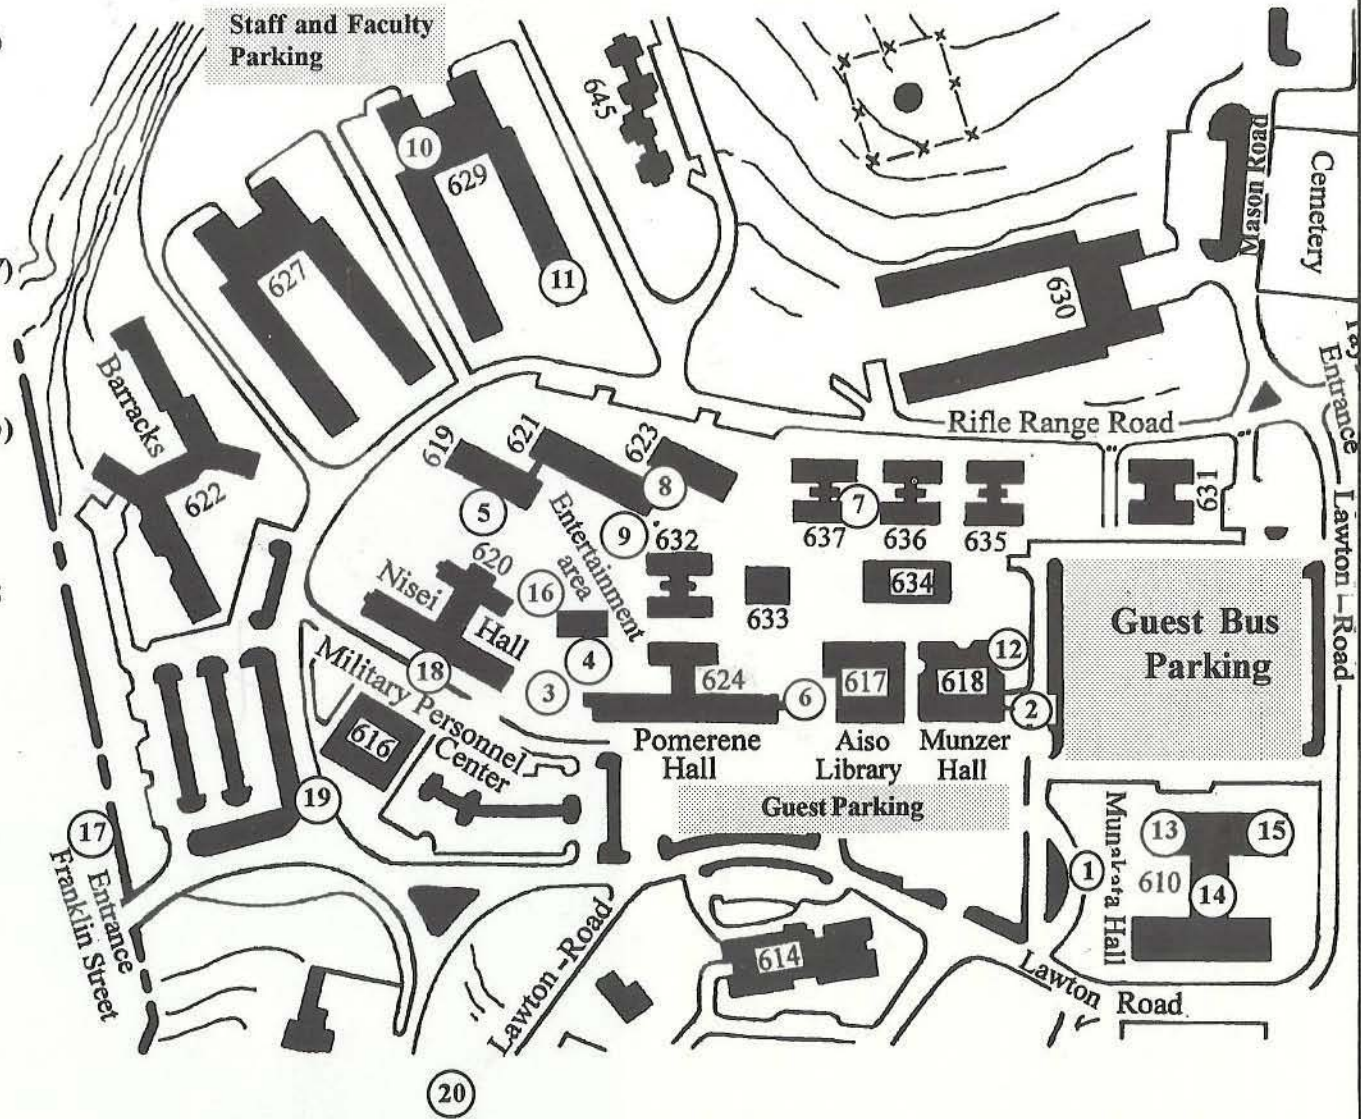 Staff and Faculty
Parking
645
10
629
627
11
Mason Road
Cemetery
630
Entrance
Barracks
622
619
621
623
Rifle Range Road
631
8
5
9
7
632
637
636
635
Entertainment
area
620
16
Nisei
Hall
633
634
Lawton
Road
Guest Bus
Parking
12
4
18
3
624
6
617
618
2
Military Personnel
Center
616
Pomerene
Hall
Aiso
Library
Munzer
Hall
Guest Parking
19
17
Entrance
Franklin Street
1
Munakata Hall
13
15
610
14
614
Lawton
Road
Lawton
Road
20